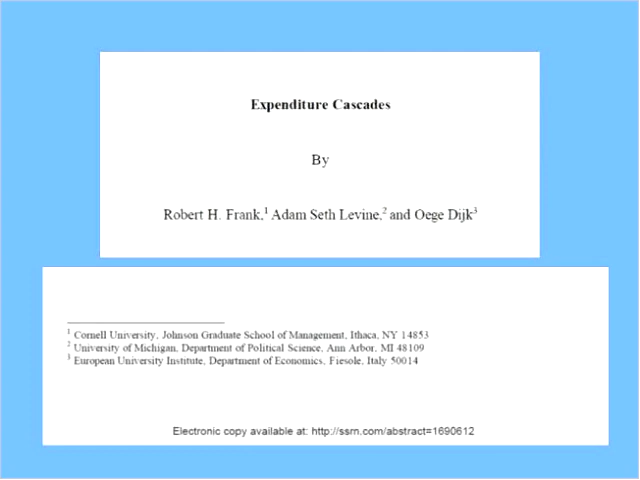 Expenditure Cascades
By
Robert H. Frank,¹ Adam Seth Levine,² and Oege Dijk³
¹ Cornell University, Johnson Graduate School of Management, Ithaca, NY 14853
² University of Michigan, Department of Political Science, Ann Arbor, MI 48109
³ European University Institute, Department of Economics, Fiesole, Italy 50014
Electronic copy available at: http://ssrn.com/abstract=1690612